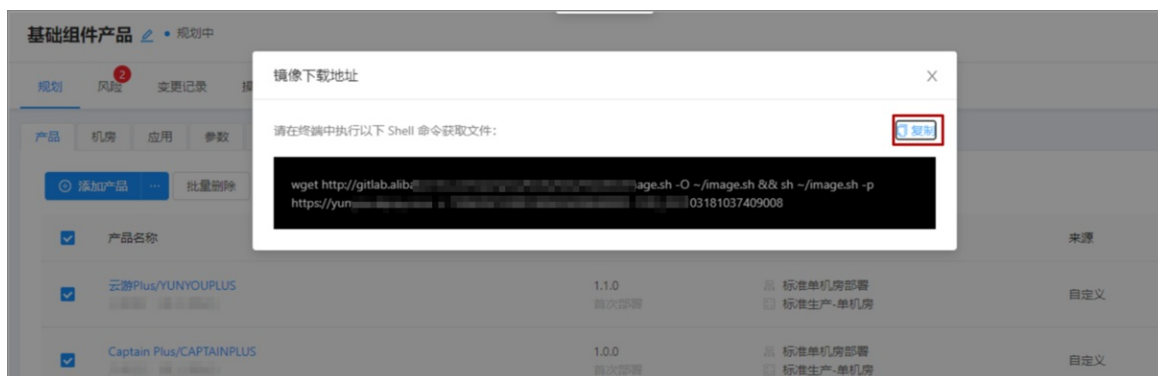 基础组件产品 • 规划中
镜像下载地址
规划 风险 2 变更记录
请在终端中执行以下 Shell 命令获取文件： 复制
产品 机房 应用 参数
添加产品 ... 批量删除
wget http://gitlab.aliba age.sh -O ~/image.sh && sh ~/image.sh -p
https://yun 03181037409008
产品名称 来源
云游Plus/YUNYOUPLUS 1.1.0 标准单机房部署 自定义
首次部署 标准生产-单机房
Captain Plus/CAPTAINPLUS 1.0.0 标准单机房部署 自定义
首次部署 标准生产-单机房